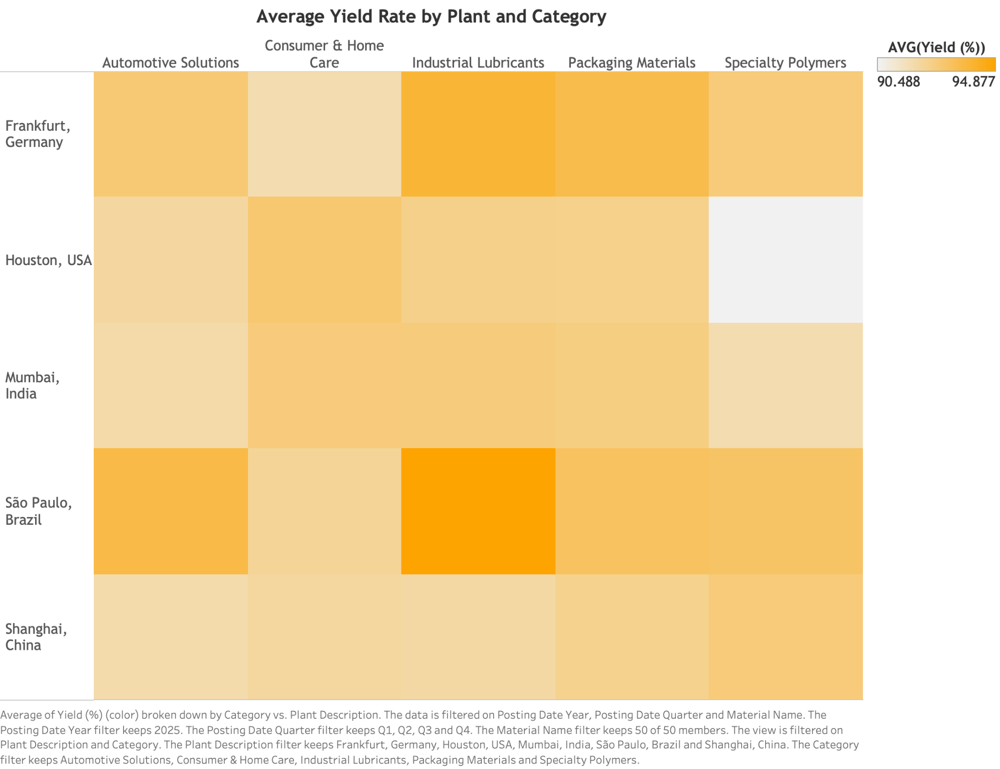 Average Yield Rate by Plant and Category
Automotive Solutions
Consumer & Home
Care
Industrial Lubricants
Packaging Materials
Specialty Polymers
AVG(Yield (%))
90.488
94.877
Frankfurt,
Germany
Houston, USA
Mumbai,
India
São Paulo,
Brazil
Shanghai,
China
Average of Yield (%) (color) broken down by Category vs. Plant Description. The data is filtered on Posting Date Year, Posting Date Quarter and Material Name. The
Posting Date Year filter keeps 2025. The Posting Date Quarter filter keeps Q1, Q2, Q3 and Q4. The Material Name filter keeps 50 of 50 members. The view is filtered on
Plant Description and Category. The Plant Description filter keeps Frankfurt, Germany, Houston, USA, Mumbai, India, São Paulo, Brazil and Shanghai, China. The Category
filter keeps Automotive Solutions, Consumer & Home Care, Industrial Lubricants, Packaging Materials and Specialty Polymers.